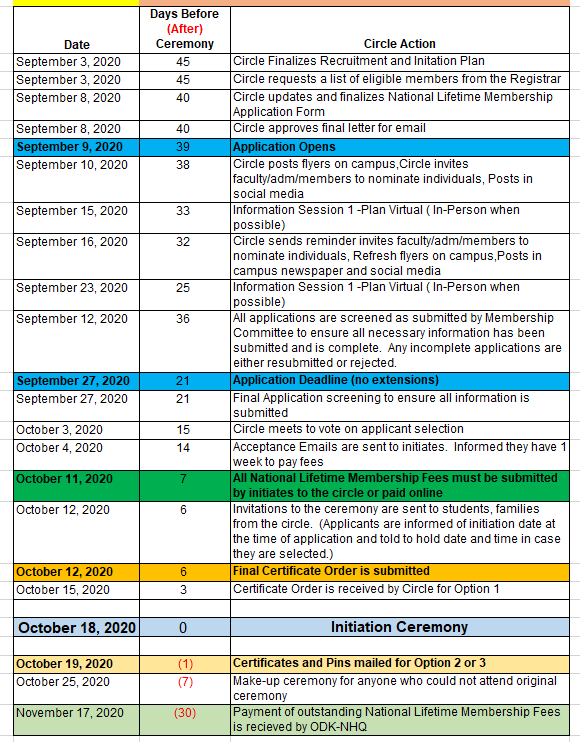 Days Before
(After)
Date Ceremony Circle Action
September 3, 2020 45 Circle Finalizes Recruitment and Initation Plan
September 3, 2020 45 Circle requests a list of eligible members from the Registrar
September 8, 2020 40 Circle updates and finalizes National Lifetime Membership
Application Form
September 8, 2020 40 Circle approves final letter for email
September 9, 2020 39 Application Opens
September 10, 2020 38 Circle posts flyers on campus,Circle invites
faculty/adm/members to nominate individuals, Posts in
social media
September 15, 2020 33 Information Session 1 -Plan Virtual ( In-Person when
possible)
September 16, 2020 32 Circle sends reminder invites faculty/adm/members to
nominate individuals, Refresh flyers on campus,Posts in
campus newspaper and social media
September 23, 2020 25 Information Session 1 -Plan Virtual ( In-Person when
possible)
September 12, 2020 36 All applications are screened as submitted by Membership
Committee to ensure all necessary information has been
submitted and is complete. Any incomplete applications are
either resubmitted or rejected.
September 27, 2020 21 Application Deadline (no extensions)
September 27, 2020 21 Final Application screening to ensure all information is
submitted
October 3, 2020 15 Circle meets to vote on applicant selection
October 4, 2020 14 Acceptance Emails are sent to initiates. Informed they have 1
week to pay fees
October 11, 2020 7 All National Lifetime Membership Fees must be submitted
by initiates to the circle or paid online
October 12, 2020 6 Invitations to the ceremony are sent to students, families
from the circle. (Applicants are informed of initiation date at
the time of application and told to hold date and time in case
they are selected.)
October 12, 2020 6 Final Certificate Order is submitted
October 15, 2020 3 Certificate Order is received by Circle for Option 1
October 18, 2020 0 Initiation Ceremony
October 19, 2020 (1) Certificates and Pins mailed for Option 2 or 3
October 25, 2020 (7) Make-up ceremony for anyone who could not attend original
ceremony
November 17, 2020 (30) Payment of outstanding National Lifetime Membership Fees
is recieved by ODK-NHQ